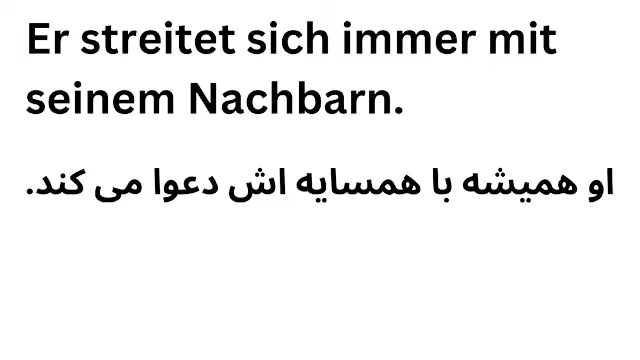 Er streitet sich immer mit
seinem Nachbarn.
او همیشه با همسایه اش دعوا می کند.